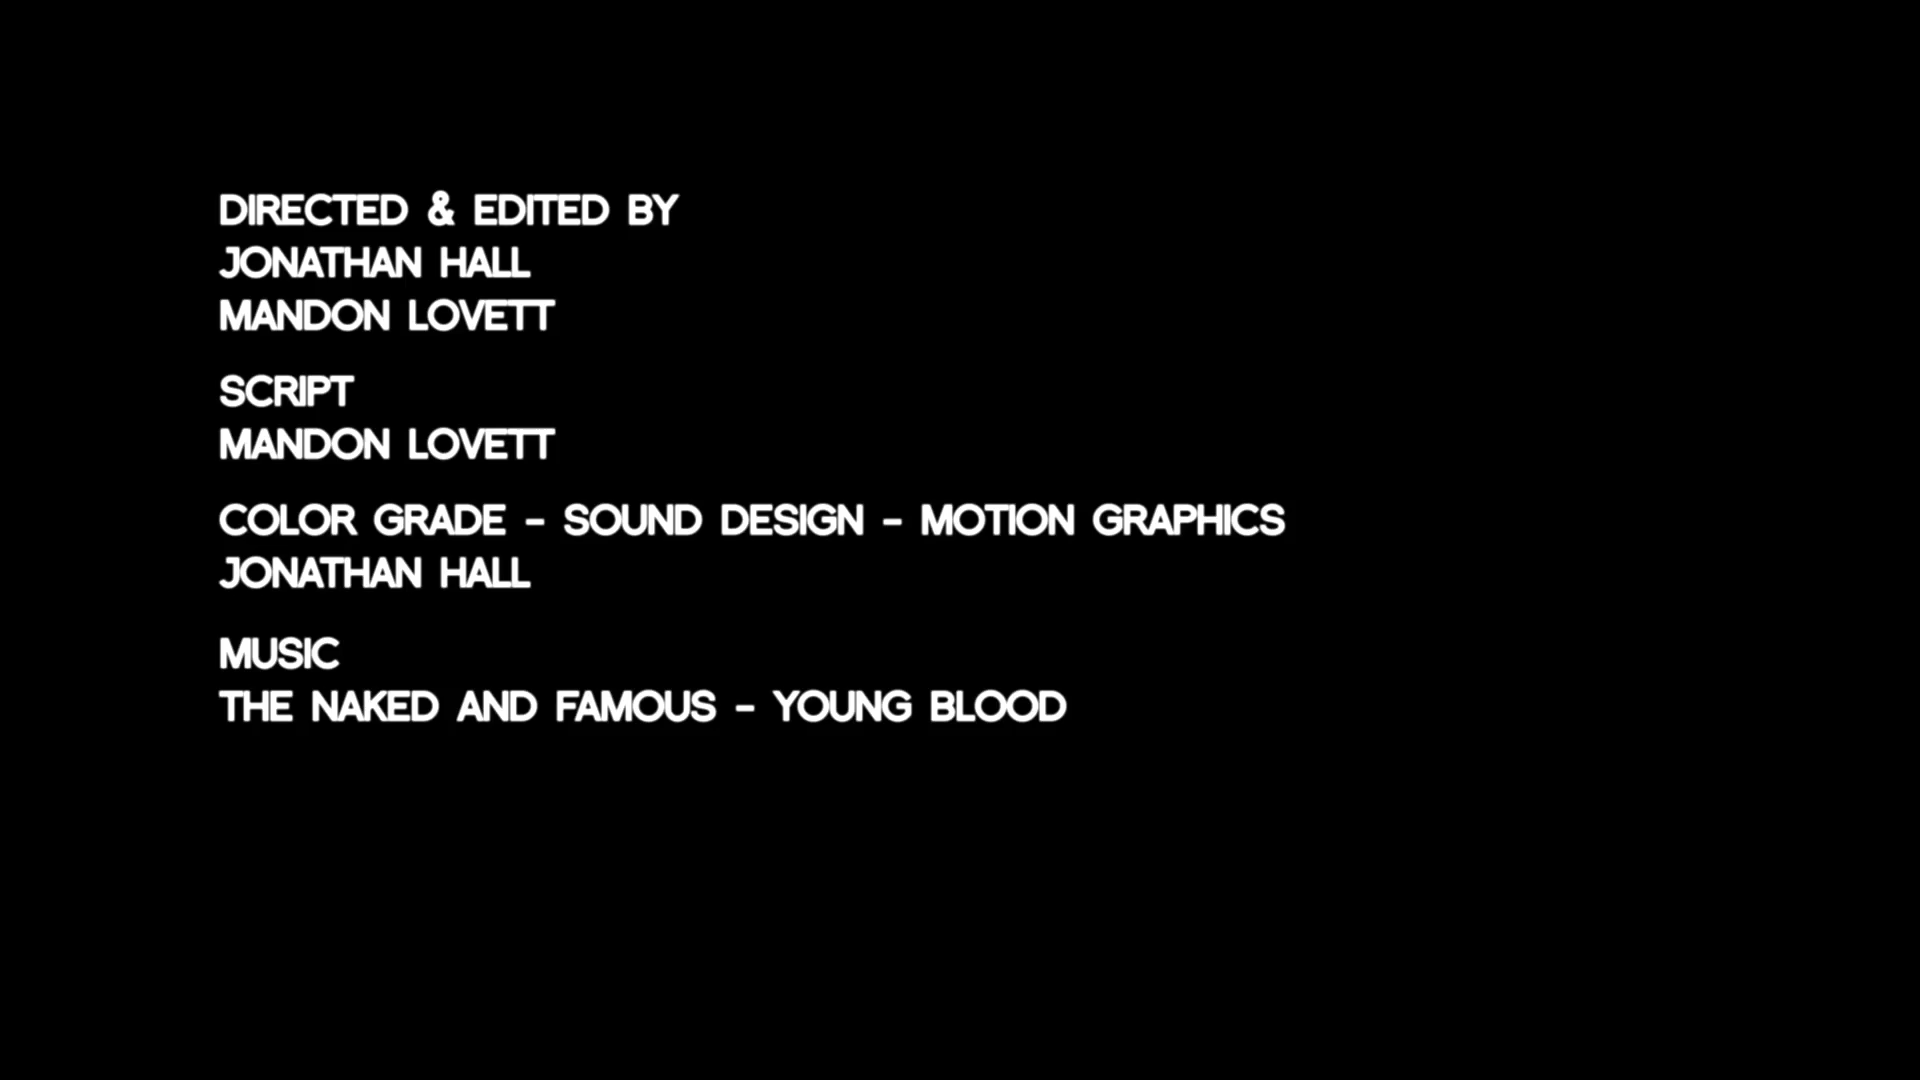 DIRECTED & EDITED BY
JONATHAN HALL
MANDON LOVETT
SCRIPT
MANDON LOVETT
COLOR GRADE - SOUND DESIGN - MOTION GRAPHICS
JONATHAN HALL
MUSIC
THE NAKED AND FAMOUS - YOUNG BLOOD